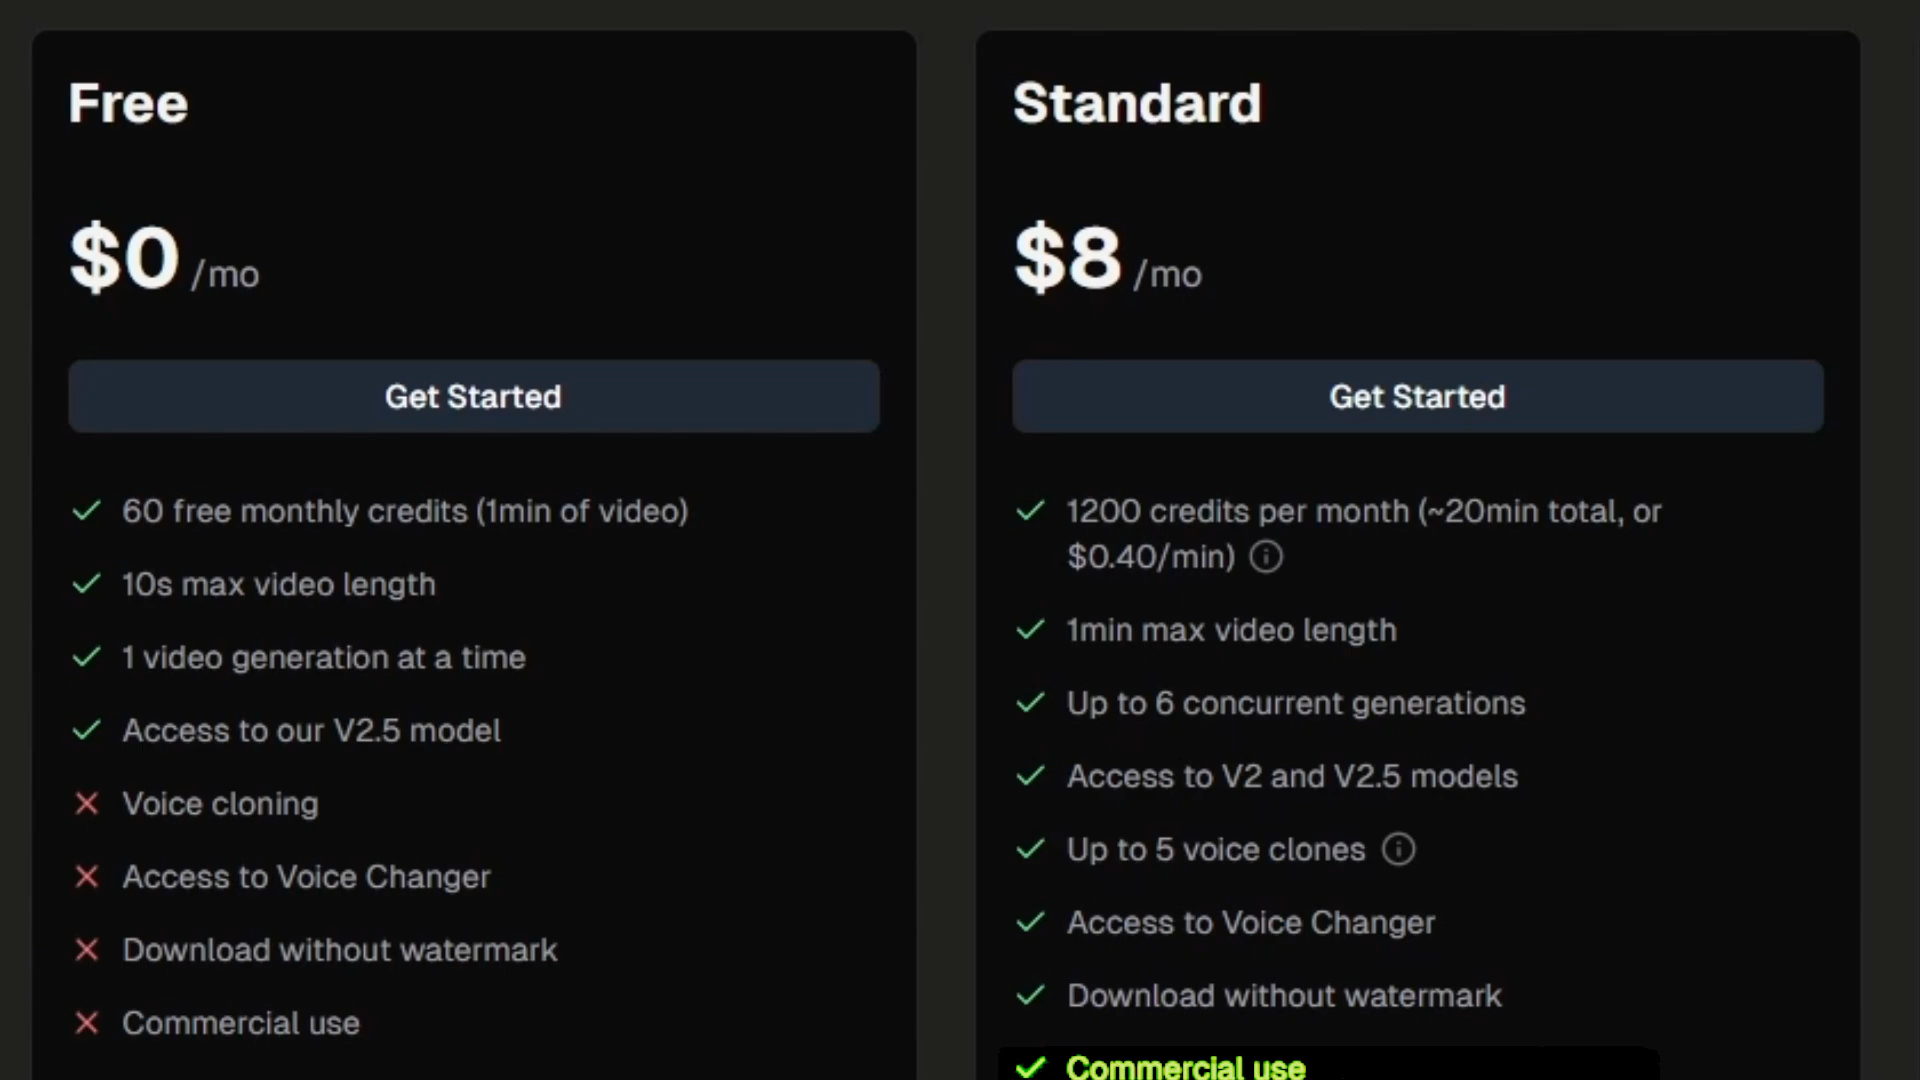 Free
$0 /mo
Get Started
60 free monthly credits (1min of video)
10s max video length
1 video generation at a time
Access to our V2.5 model
Voice cloning
Access to Voice Changer
Download without watermark
Commercial use
Standard
$8 /mo
Get Started
1200 credits per month (~20min total, or
$0.40/min)
1min max video length
Up to 6 concurrent generations
Access to V2 and V2.5 models
Up to 5 voice clones
Access to Voice Changer
Download without watermark
Commercial use